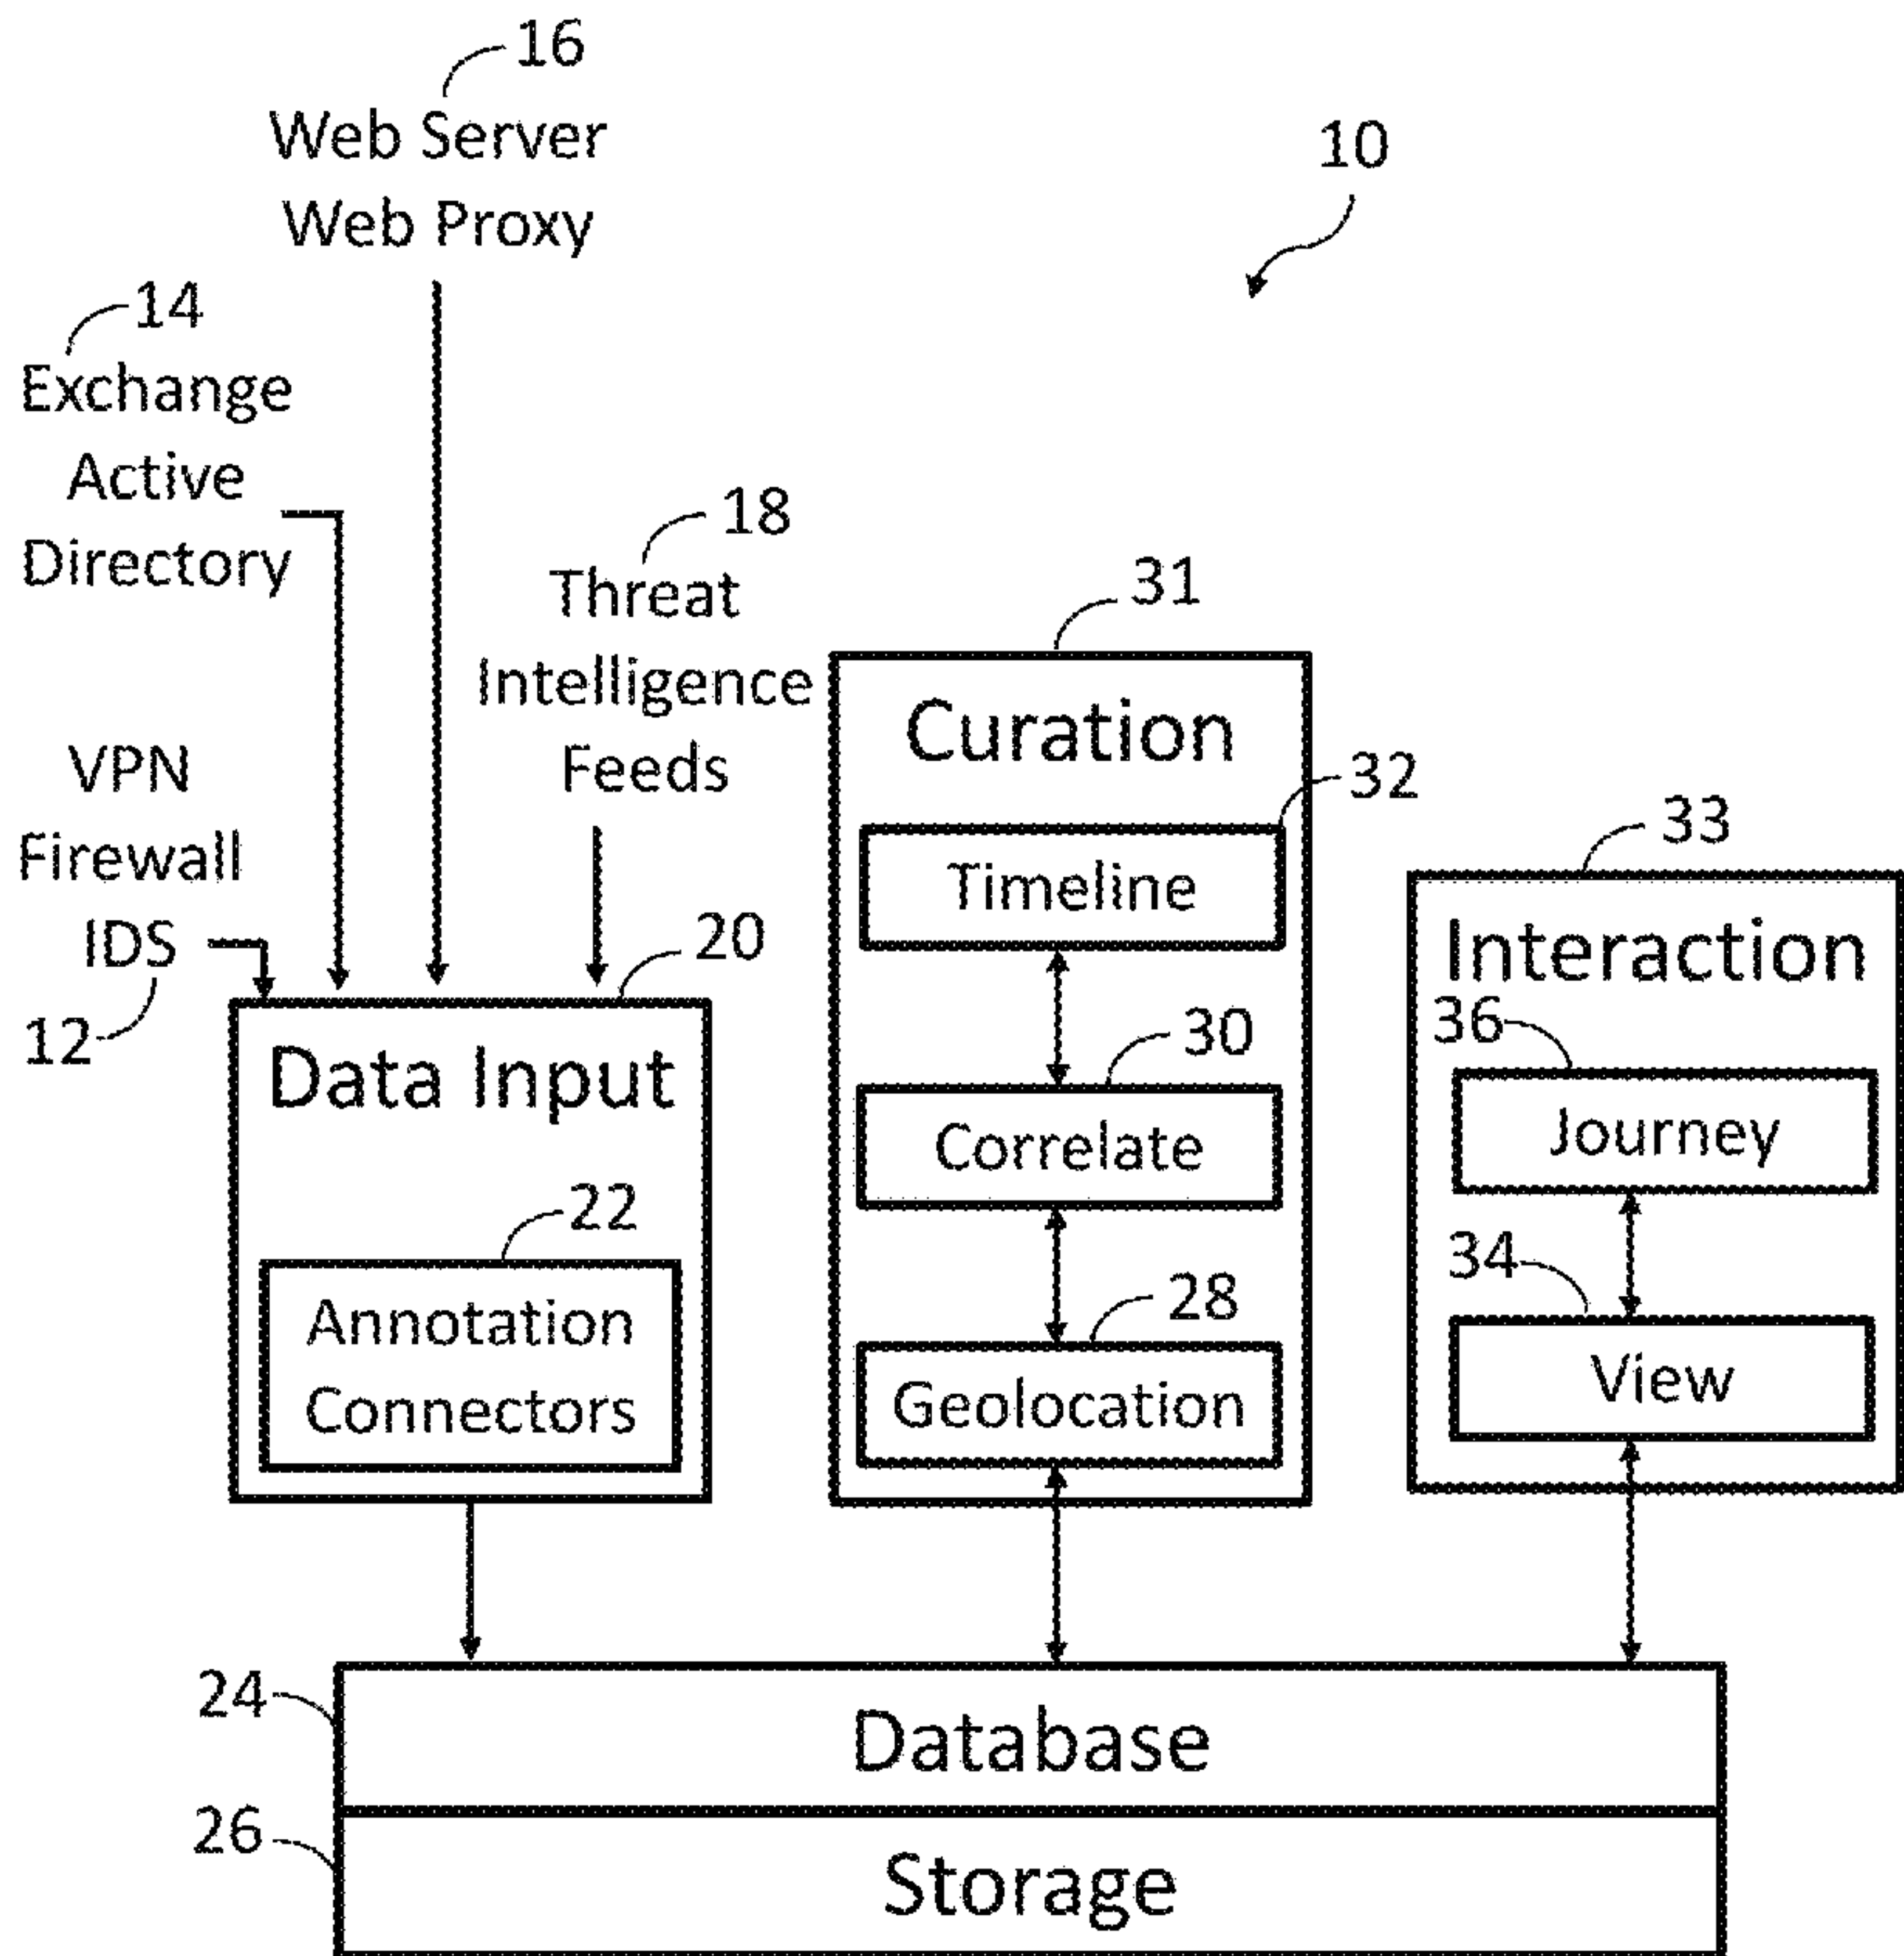 16
Web Server
Web Proxy
10
14
Exchange
Active
Directory
18
Threat
Intelligence
Feeds
VPN
Firewall
IDS
12
20
Data Input
22
Annotation
Connectors
31
Curation
32
Timeline
30
Correlate
28
Geolocation
33
Interaction
36
Journey
34
View
24
Database
26
Storage